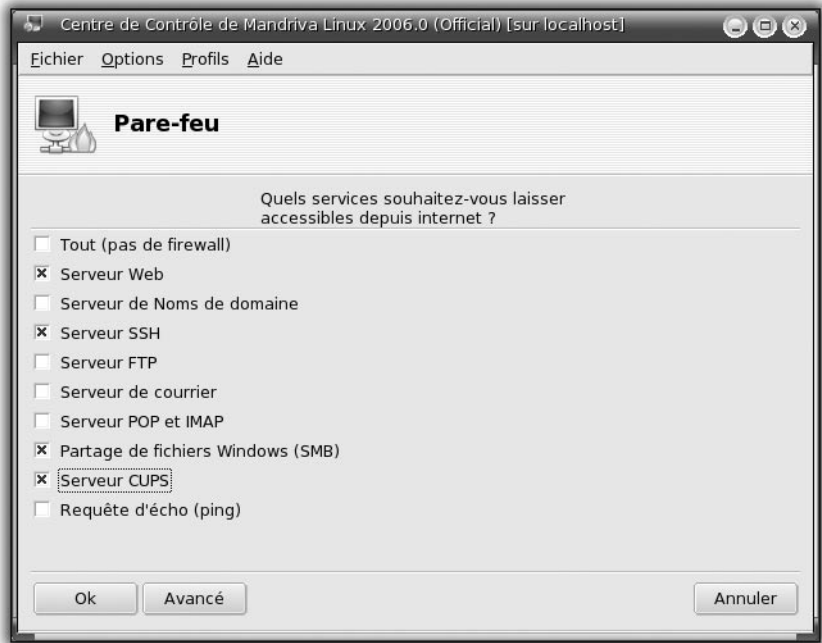 Centre de Contrôle de Mandriva Linux 2006.0 (Official) [sur localhost]
Fichier Options Profils Aide
Pare-feu
Quels services souhaitez-vous laisser
accessibles depuis internet ?
Tout (pas de firewall)
Serveur Web
Serveur de Noms de domaine
Serveur SSH
Serveur FTP
Serveur de courrier
Serveur POP et IMAP
Partage de fichiers Windows (SMB)
Serveur CUPS
Requête d'écho (ping)
Ok Avancé Annuler